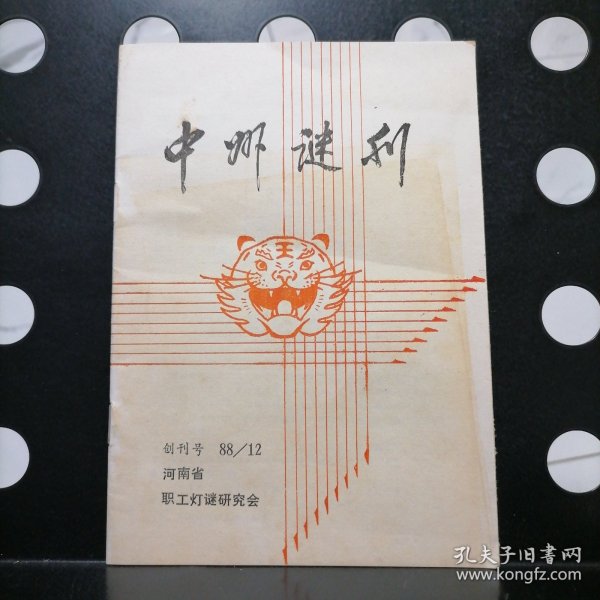 中州谜刊
王
创刊号 88/12
河南省
职工灯谜研究会
孔夫子旧书网
www.kongfz.com